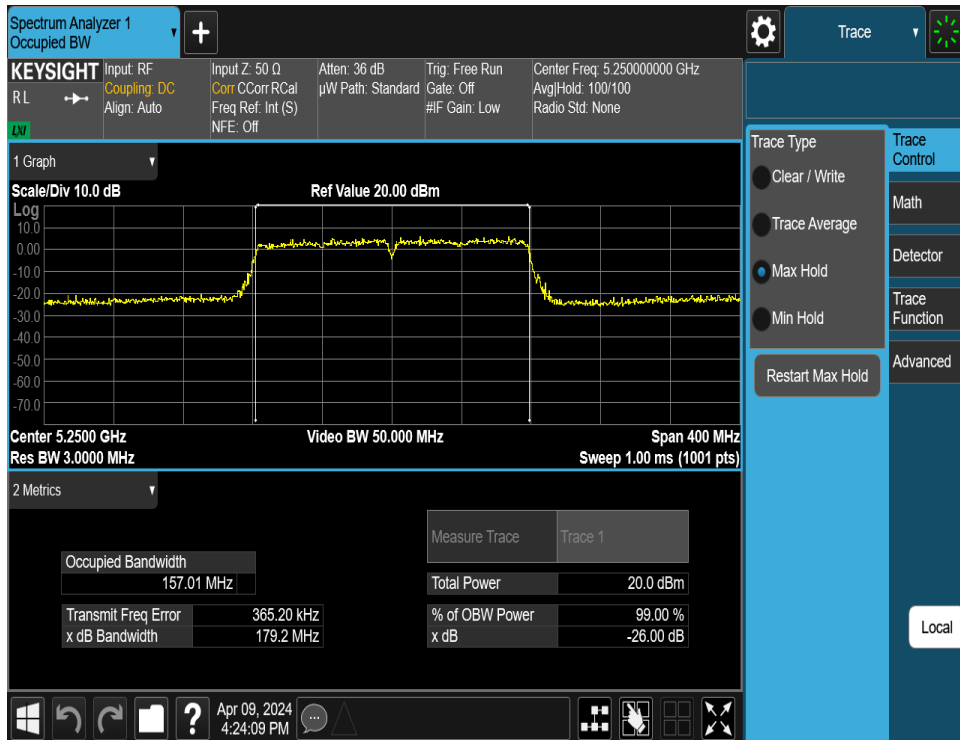 Spectrum Analyzer 1
Occupied BW
+
Trace
KEYSIGHT
R L
LXI
Input: RF
Coupling: DC
Align: Auto
Input Z: 50 Ω
Corr CCorr RCal
Freq Ref: Int (S)
NFE: Off
Atten: 36 dB
µW Path: Standard
Trig: Free Run
Gate: Off
#IF Gain: Low
Center Freq: 5.250000000 GHz
Avg|Hold: 100/100
Radio Std: None
1 Graph
Scale/Div 10.0 dB
Ref Value 20.00 dBm
Log
10.0
0.00
-10.0
-20.0
-30.0
-40.0
-50.0
-60.0
-70.0
Center 5.2500 GHz
Video BW 50.000 MHz
Span 400 MHz
Res BW 3.0000 MHz
Sweep 1.00 ms (1001 pts)
2 Metrics
Measure Trace
Trace 1
Occupied Bandwidth
157.01 MHz
Total Power
20.0 dBm
Transmit Freq Error
365.20 kHz
% of OBW Power
99.00 %
x dB Bandwidth
179.2 MHz
x dB
-26.00 dB
Trace Type
Clear / Write
Trace Average
Max Hold
Min Hold
Restart Max Hold
Trace
Control
Math
Detector
Trace
Function
Advanced
Local
?
Apr 09, 2024
4:24:09 PM